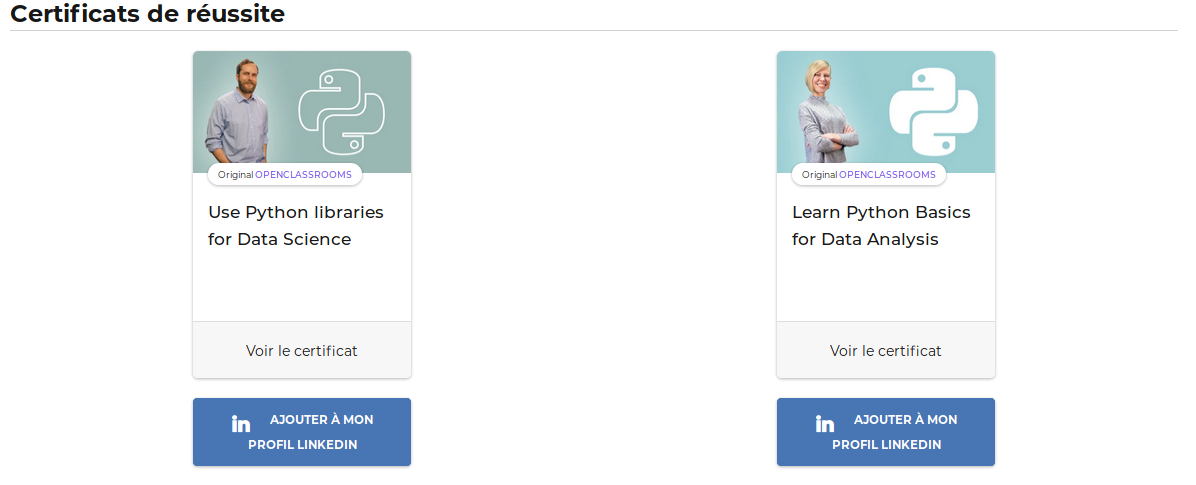 Certificats de réussite
Original OPENCLASSROOMS
Use Python libraries
for Data Science
Voir le certificat
in AJOUTER À MON
PROFIL LINKEDIN
Original OPENCLASSROOMS
Learn Python Basics
for Data Analysis
Voir le certificat
in AJOUTER À MON
PROFIL LINKEDIN